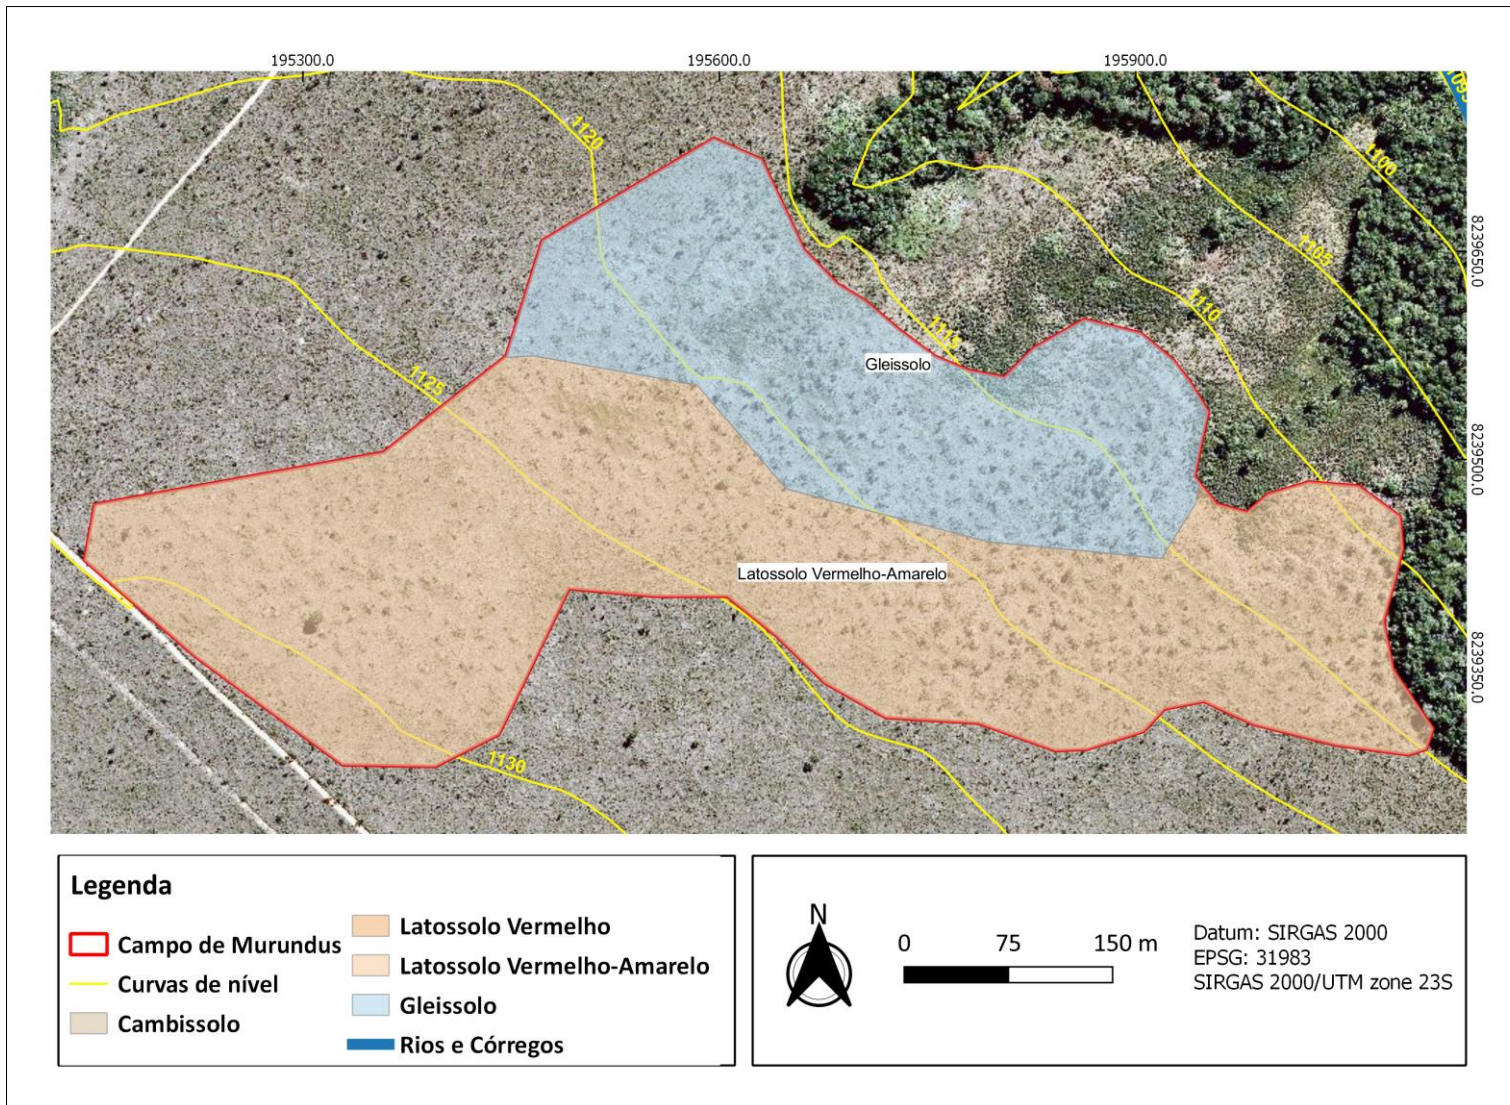 195300.0
195600.0
195900.0
1095
1120
1100
8239650.0
1105
1110
1115
Gleissolo
1125
8239500.0
Latossolo Vermelho-Amarelo
8239350.0
1130
Legenda
Campo de Murundus
Curvas de nível
Cambissolo
Latossolo Vermelho
Latossolo Vermelho-Amarelo
Gleissolo
Rios e Córregos
N
0 75 150 m
Datum: SIRGAS 2000
EPSG: 31983
SIRGAS 2000/UTM zone 23S